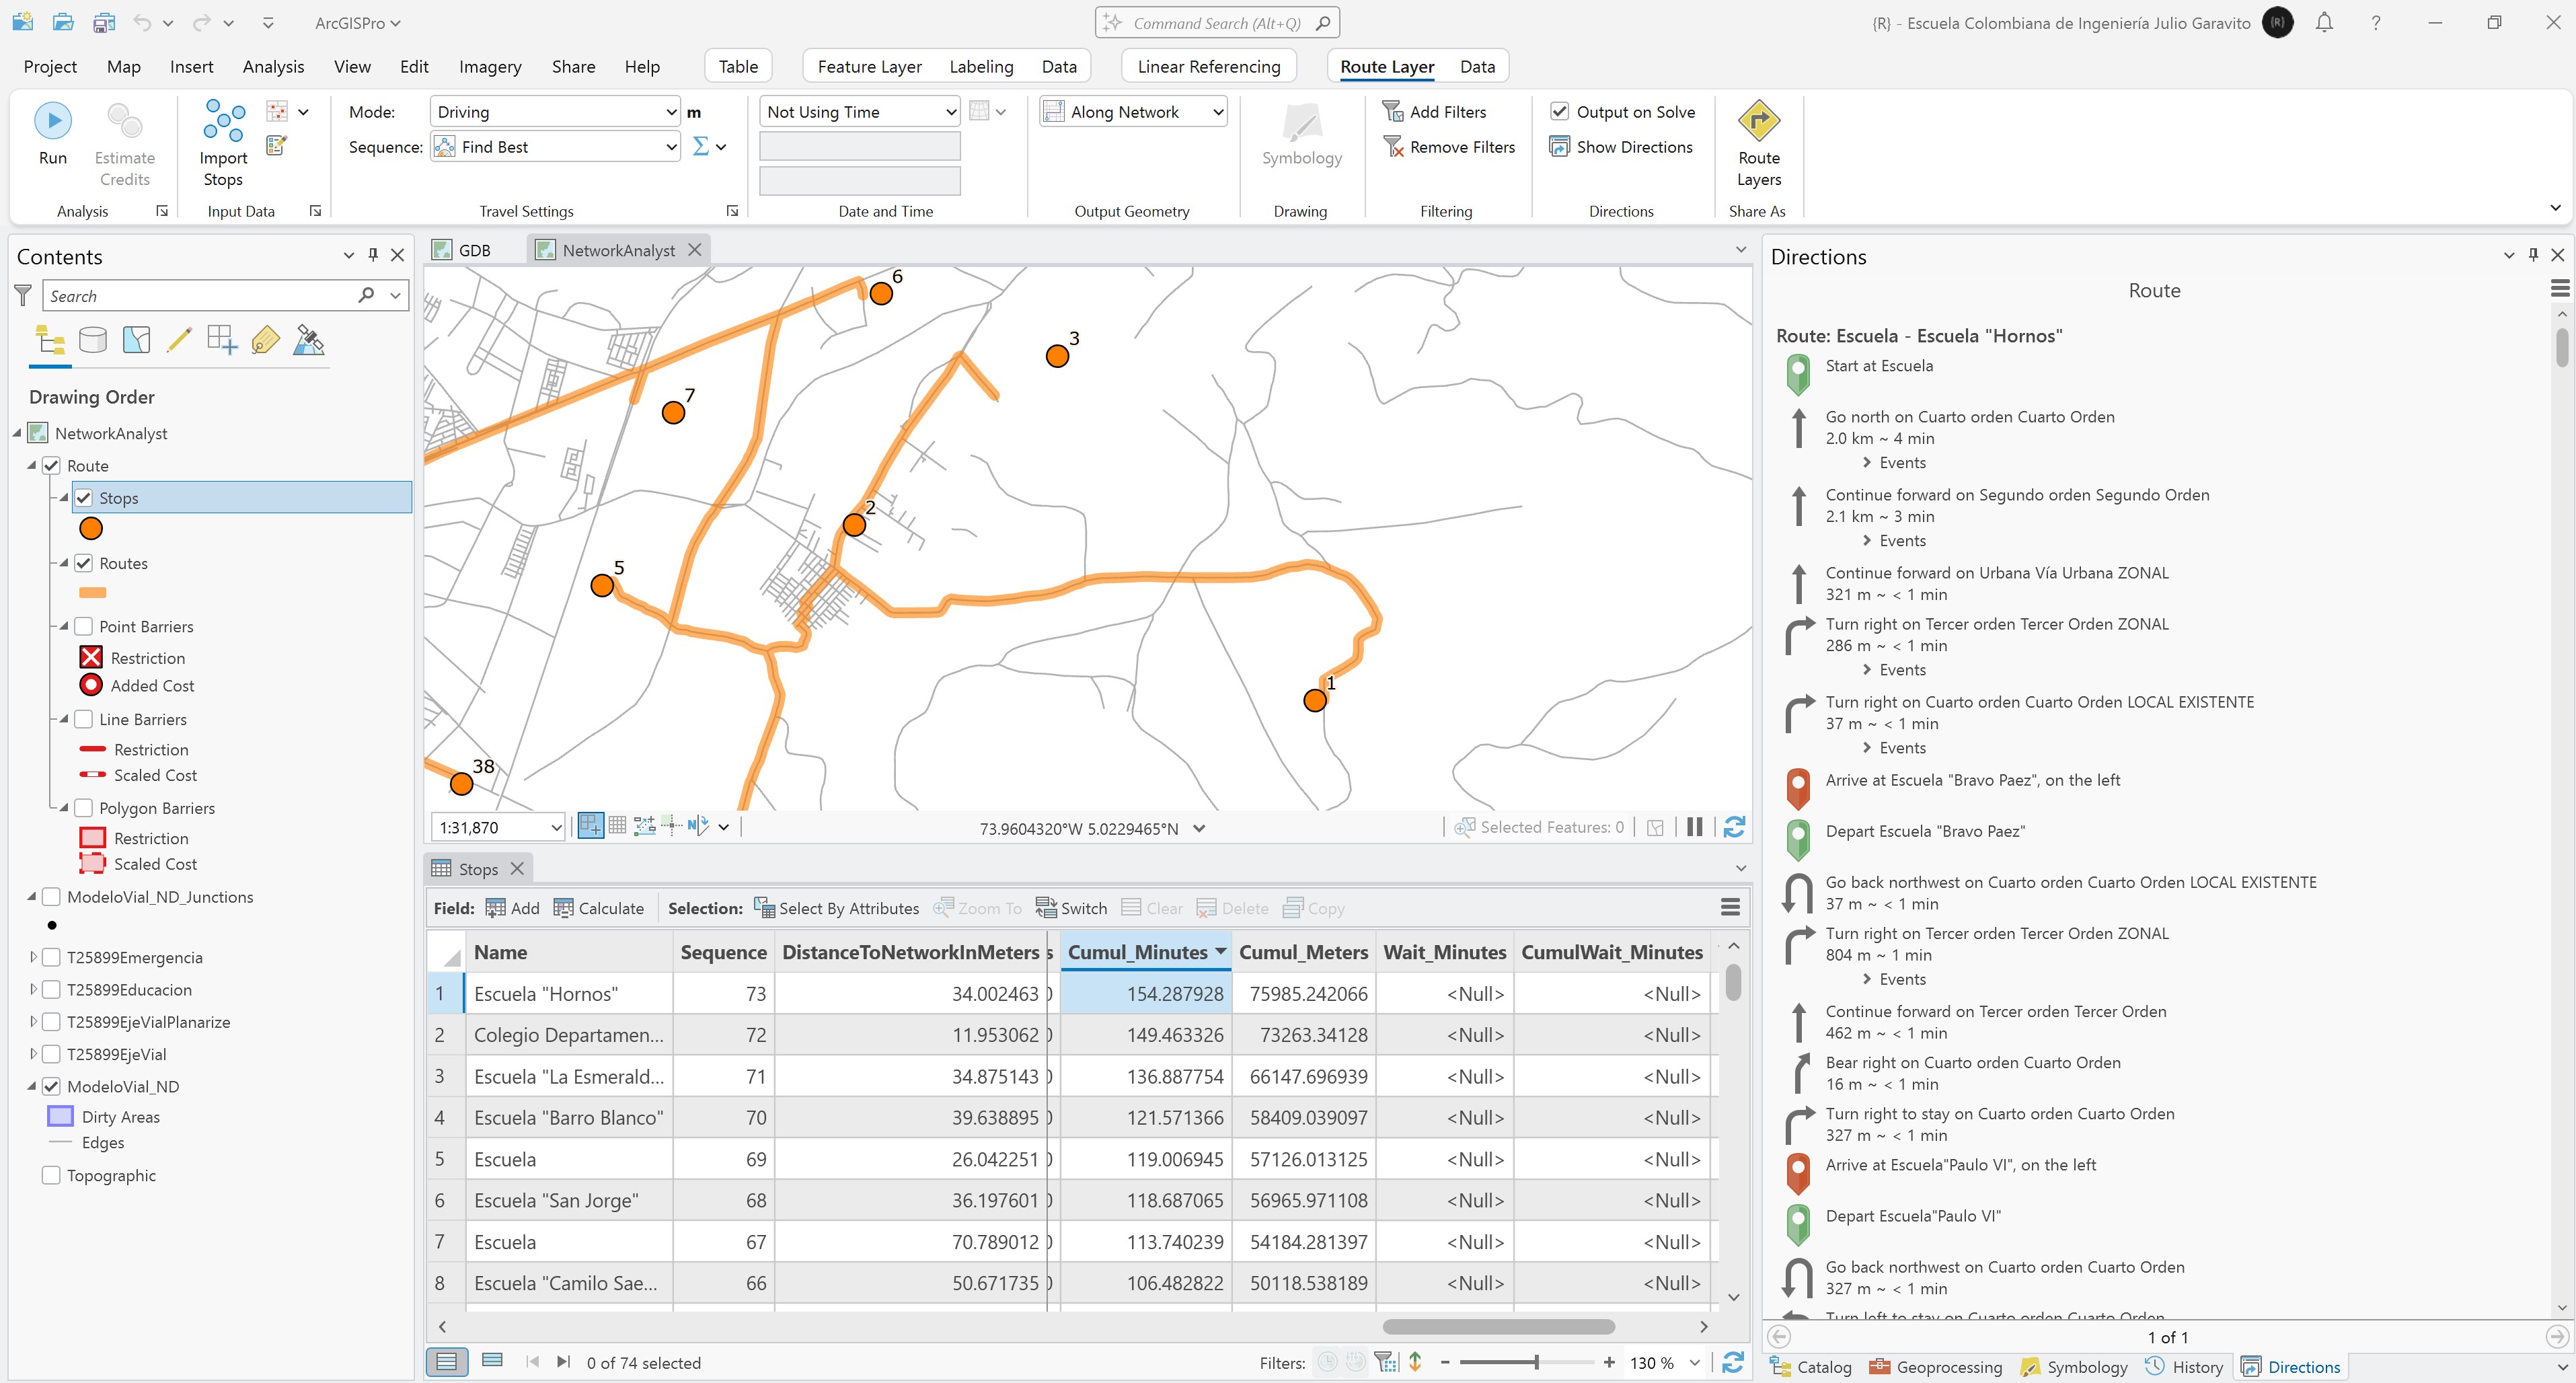 ArcGISPro
Command Search (Alt+Q)
{R} - Escuela Colombiana de Ingeniería Julio Garavito
{R}
?
Project Map Insert Analysis View Edit Imagery Share Help Table Feature Layer Labeling Data Linear Referencing Route Layer Data
Run
Estimate Credits
Analysis
Import Stops
Input Data
Mode: Driving m
Sequence: Find Best Σ
Travel Settings
Not Using Time
Date and Time
Along Network
Output Geometry
Symbology
Drawing
Add Filters
Remove Filters
Filtering
Output on Solve
Show Directions
Directions
Route Layers
Share As
Contents
Search
Drawing Order
NetworkAnalyst
Route
Stops
Routes
Point Barriers
Restriction
Added Cost
Line Barriers
Restriction
Scaled Cost
Polygon Barriers
Restriction
Scaled Cost
ModeloVial_ND_Junctions
T25899Emergencia
T25899Educacion
T25899EjeVialPlanarize
T25899EjeVial
ModeloVial_ND
Dirty Areas
Edges
Topographic
GDB NetworkAnalyst
6
3
7
2
5
1
38
1:31,870 73.9604320°W 5.0229465°N Selected Features: 0
Stops
Field: Add Calculate Selection: Select By Attributes Zoom To Switch Clear Delete Copy
Name Sequence DistanceToNetworkInMeters Cumul_Minutes Cumul_Meters Wait_Minutes CumulWait_Minutes
1 Escuela "Hornos" 73 34.002463 154.287928 75985.242066 <Null> <Null>
2 Colegio Departamen... 72 11.953062 149.463326 73263.34128 <Null> <Null>
3 Escuela "La Esmerald... 71 34.875143 136.887754 66147.696939 <Null> <Null>
4 Escuela "Barro Blanco" 70 39.638895 121.571366 58409.039097 <Null> <Null>
5 Escuela 69 26.042251 119.006945 57126.013125 <Null> <Null>
6 Escuela "San Jorge" 68 36.197601 118.687065 56965.971108 <Null> <Null>
7 Escuela 67 70.789012 113.740239 54184.281397 <Null> <Null>
8 Escuela "Camilo Sae... 66 50.671735 106.482822 50118.538189 <Null> <Null>
0 of 74 selected Filters: - + 130 %
Directions
Route
Route: Escuela - Escuela "Hornos"
Start at Escuela
Go north on Cuarto orden Cuarto Orden
2.0 km ~ 4 min
Events
Continue forward on Segundo orden Segundo Orden
2.1 km ~ 3 min
Events
Continue forward on Urbana Vía Urbana ZONAL
321 m ~ < 1 min
Turn right on Tercer orden Tercer Orden ZONAL
286 m ~ < 1 min
Events
Turn right on Cuarto orden Cuarto Orden LOCAL EXISTENTE
37 m ~ < 1 min
Events
Arrive at Escuela "Bravo Paez", on the left
Depart Escuela "Bravo Paez"
Go back northwest on Cuarto orden Cuarto Orden LOCAL EXISTENTE
37 m ~ < 1 min
Turn right on Tercer orden Tercer Orden ZONAL
804 m ~ 1 min
Events
Continue forward on Tercer orden Tercer Orden
462 m ~ < 1 min
Bear right on Cuarto orden Cuarto Orden
16 m ~ < 1 min
Turn right to stay on Cuarto orden Cuarto Orden
327 m ~ < 1 min
Arrive at Escuela"Paulo VI", on the left
Depart Escuela"Paulo VI"
Go back northwest on Cuarto orden Cuarto Orden
327 m ~ < 1 min
Turn left to stay on Cuarto orden Cuarto Orden
1 of 1
Catalog Geoprocessing Symbology History Directions